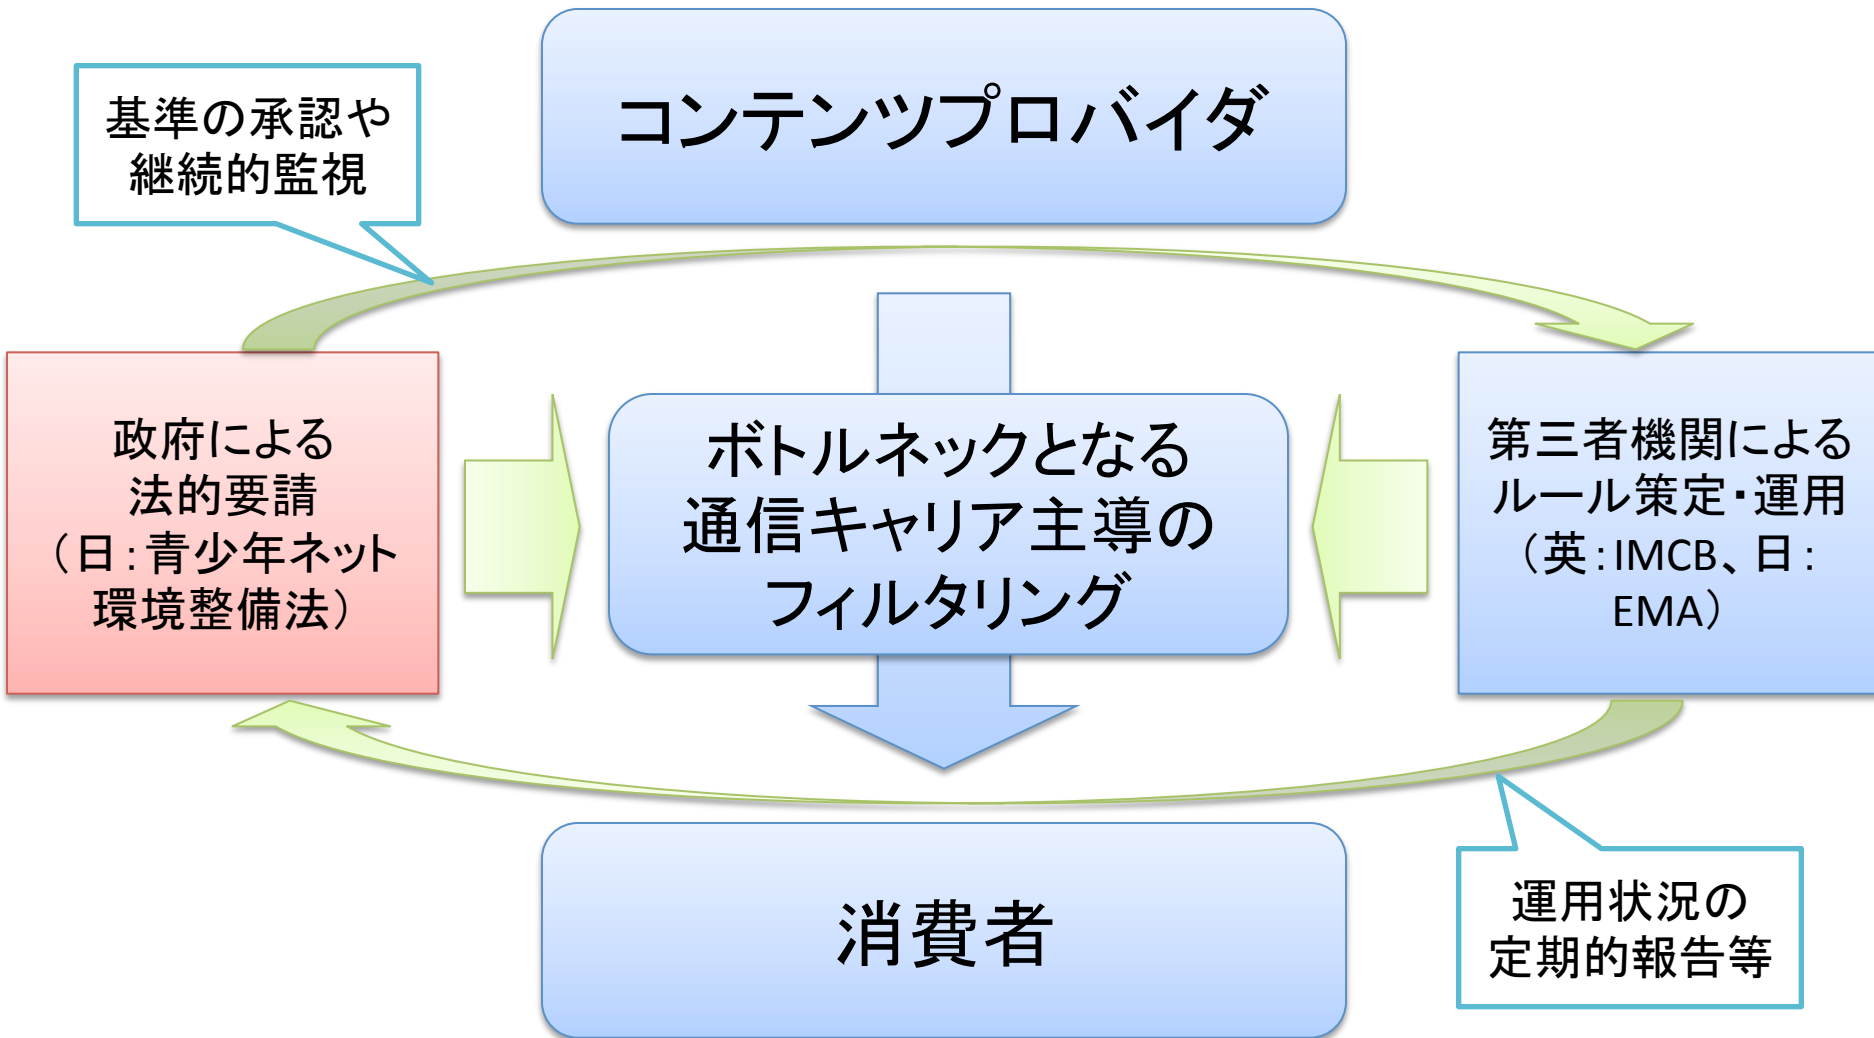 コンテンツプロバイダ
基準の承認や
継続的監視
政府による
法的要請
（日：青少年ネット
環境整備法）
ボトルネックとなる
通信キャリア主導の
フィルタリング
第三者機関による
ルール策定・運用
（英：IMCB、日：
EMA）
消費者
運用状況の
定期的報告等